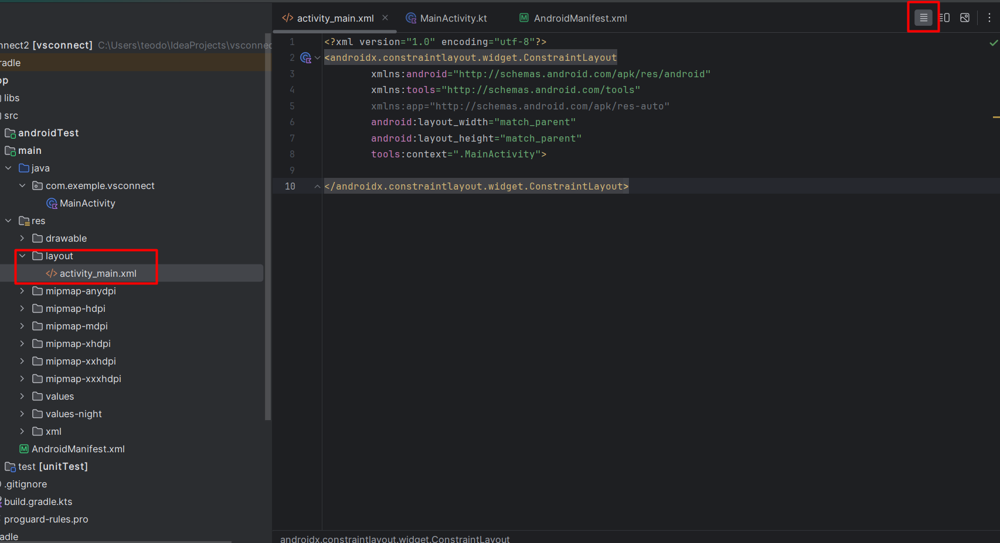 activity_main.xml
MainActivity.kt
AndroidManifest.xml
nnect2 [vsconnect] C:\Users\teodo\IdeaProjects\vsconnec
radle
op
libs
src
androidTest
main
java
com.exemple.vsconnect
MainActivity
res
drawable
layout
activity_main.xml
mipmap-anydpi
mipmap-hdpi
mipmap-mdpi
mipmap-xhdpi
mipmap-xxhdpi
mipmap-xxxhdpi
values
values-night
xml
AndroidManifest.xml
test [unitTest]
.gitignore
build.gradle.kts
proguard-rules.pro
adle
1 <?xml version="1.0" encoding="utf-8"?>
2 <androidx.constraintlayout.widget.ConstraintLayout
3 xmlns:android="http://schemas.android.com/apk/res/android"
4 xmlns:tools="http://schemas.android.com/tools"
5 xmlns:app="http://schemas.android.com/apk/res-auto"
6 android:layout_width="match_parent"
7 android:layout_height="match_parent"
8 tools:context=".MainActivity">
9
10 </androidx.constraintlayout.widget.ConstraintLayout>
androidx.constraintlayout.widget.ConstraintLayout